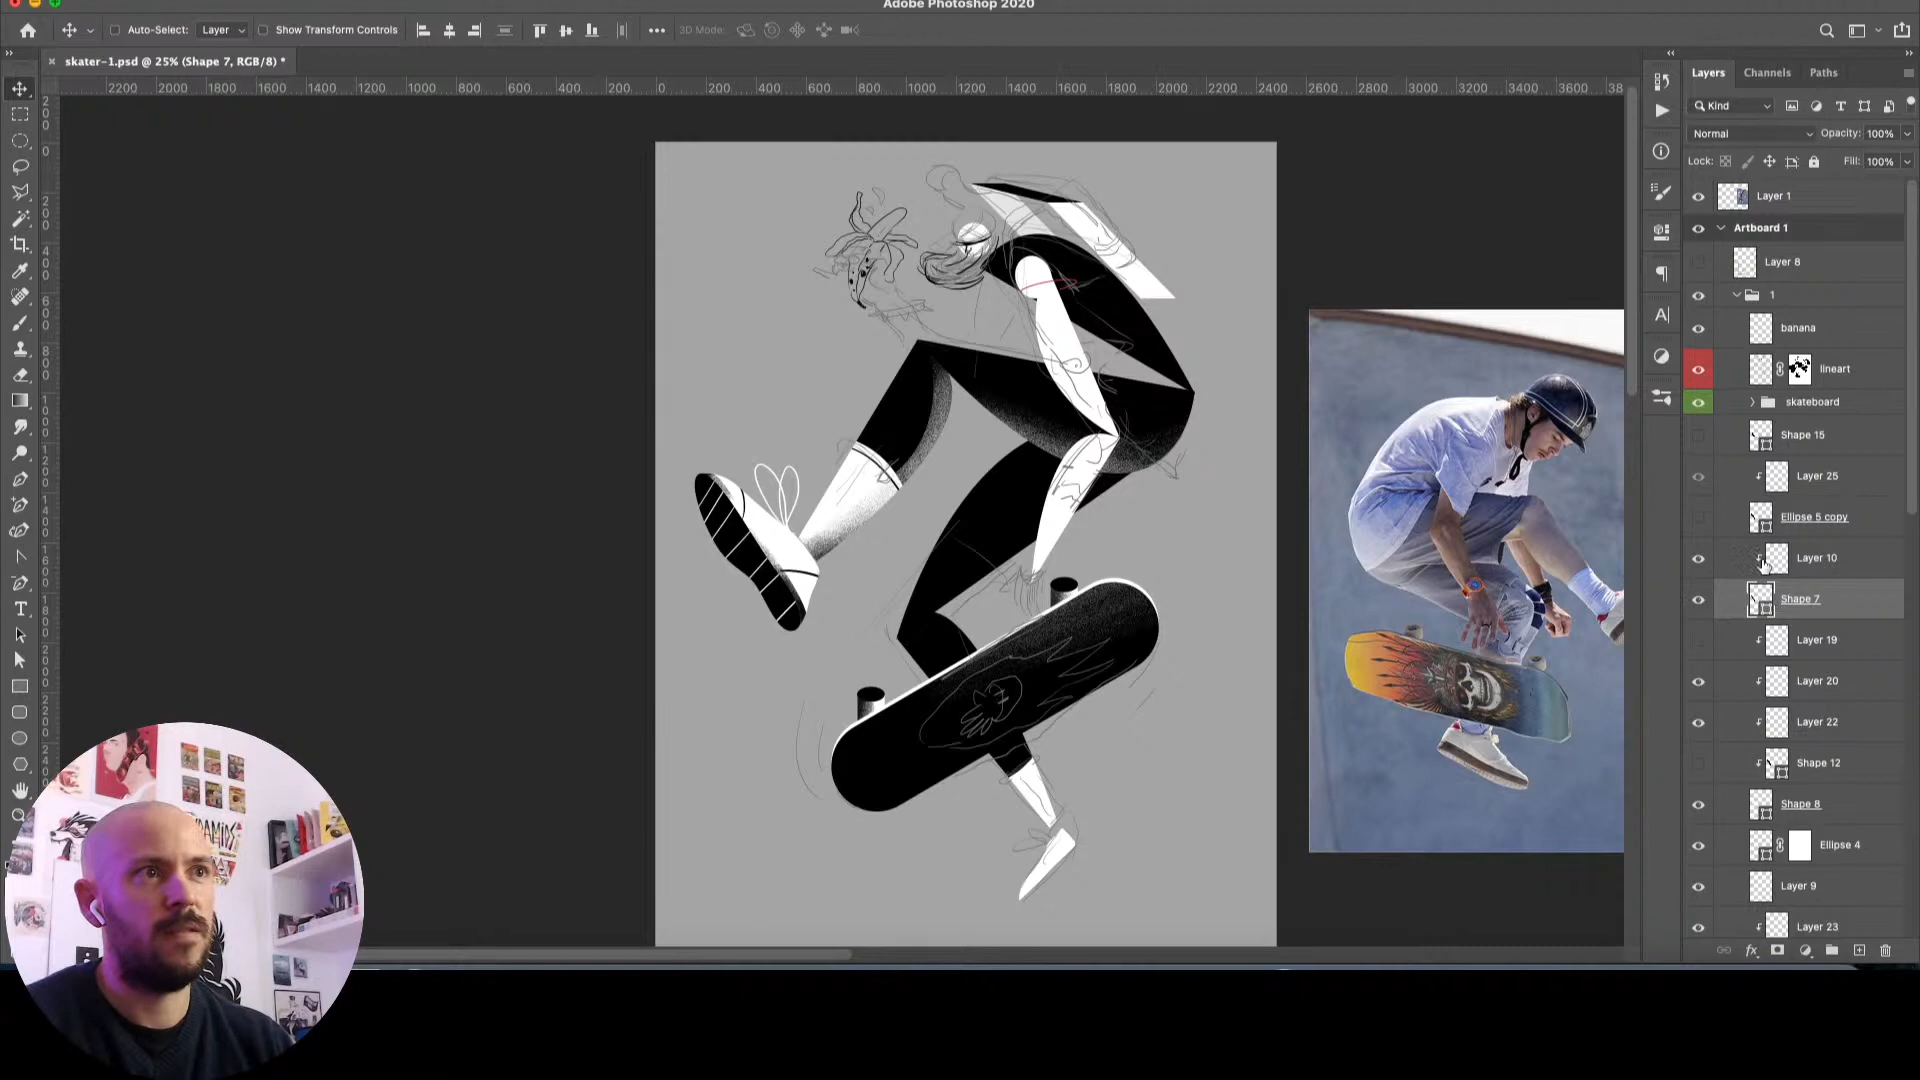 Adobe Photoshop 2020
Auto-Select: Layer Show Transform Controls 3D Mode:
skater-1.psd @ 25% (Shape 7, RGB/8) *
2200 2000 1800 1600 1400 1200 1000 800 600 400 200 0 200 400 600 800 1000 1200 1400 1600 1800 2000 2200 2400 2600 2800 3000 3200 3400 3600 38
Layers Channels Paths
Kind
Normal Opacity: 100%
Lock: Fill: 100%
Layer 1
Artboard 1
Layer 8
1
banana
lineart
skateboard
Shape 15
Layer 25
Ellipse 5 copy
Layer 10
Shape 7
Layer 19
Layer 20
Layer 22
Shape 12
Shape 8
Ellipse 4
Layer 9
Layer 23
fx